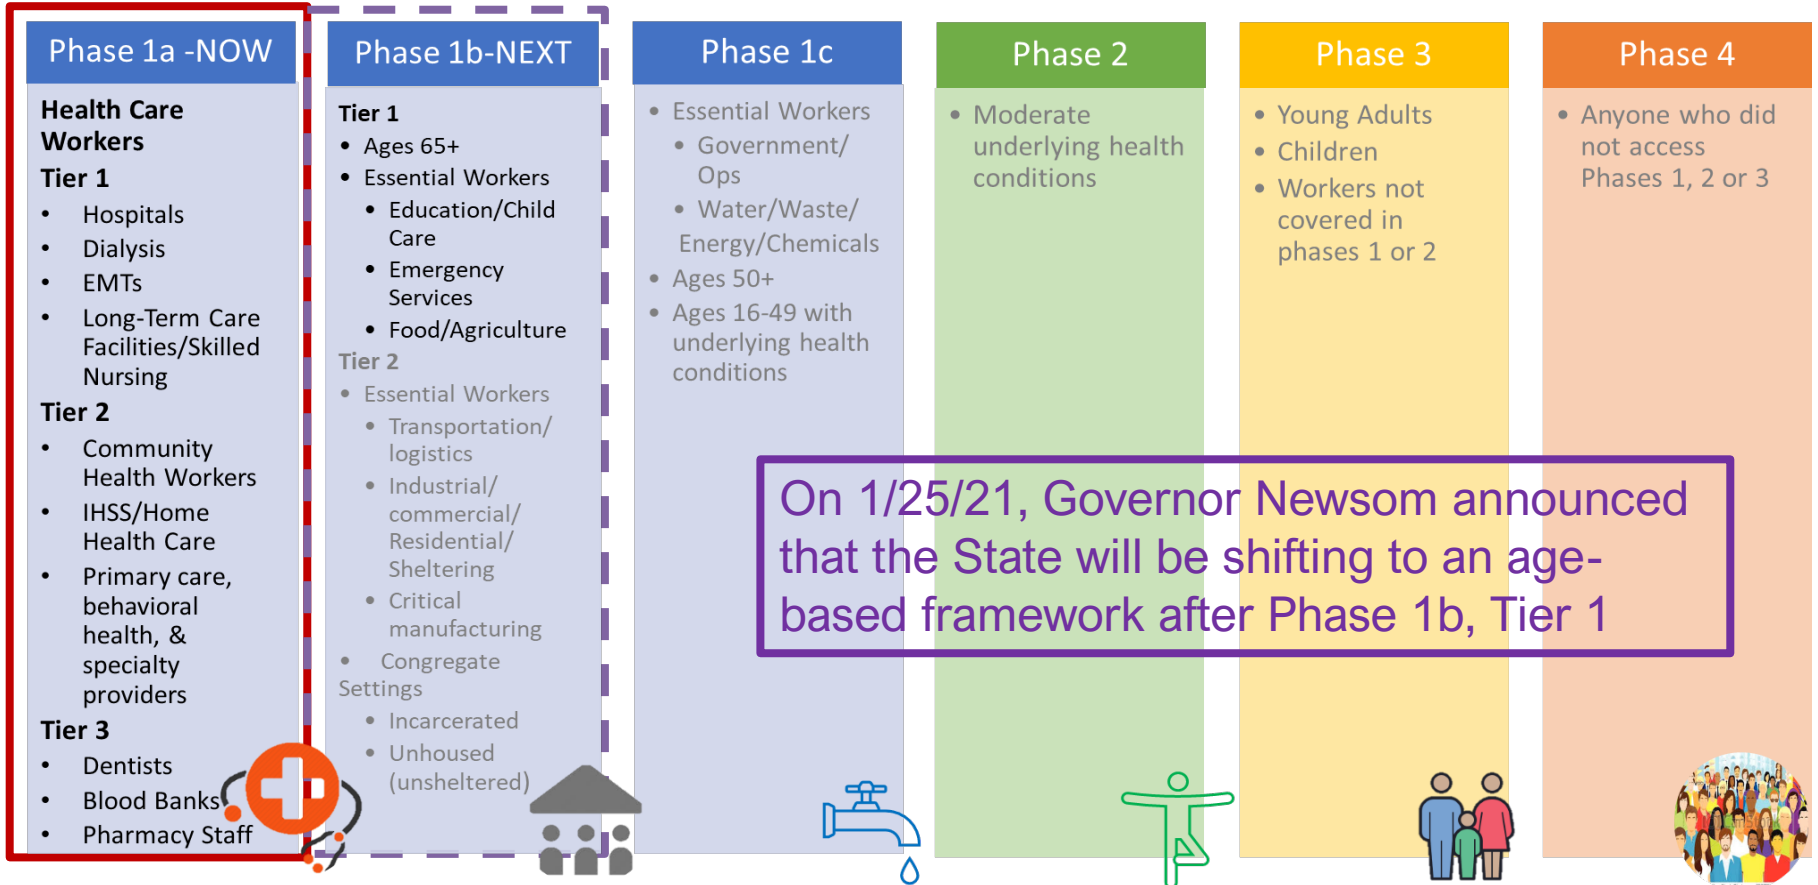 Phase 1a -NOW
Health Care
Workers
Tier 1
• Hospitals
• Dialysis
• EMTs
• Long-Term Care
Facilities/Skilled
Nursing
Tier 2
• Community
Health Workers
• IHSS/Home
Health Care
• Primary care,
behavioral
health, &
specialty
providers
Tier 3
• Dentists
• Blood Banks
• Pharmacy Staff
Phase 1b-NEXT
Tier 1
• Ages 65+
• Essential Workers
• Education/Child
Care
• Emergency
Services
• Food/Agriculture
Tier 2
• Essential Workers
• Transportation/
logistics
• Industrial/
commercial/
Residential/
Sheltering
• Critical
manufacturing
• Congregate
Settings
• Incarcerated
• Unhoused
(unsheltered)
Phase 1c
• Essential Workers
• Government/
Ops
• Water/Waste/
Energy/Chemicals
• Ages 50+
• Ages 16-49 with
underlying health
conditions
Phase 2
• Moderate
underlying health
conditions
Phase 3
• Young Adults
• Children
• Workers not
covered in
phases 1 or 2
Phase 4
• Anyone who did
not access
Phases 1, 2 or 3
On 1/25/21, Governor Newsom announced
that the State will be shifting to an age-
based framework after Phase 1b, Tier 1